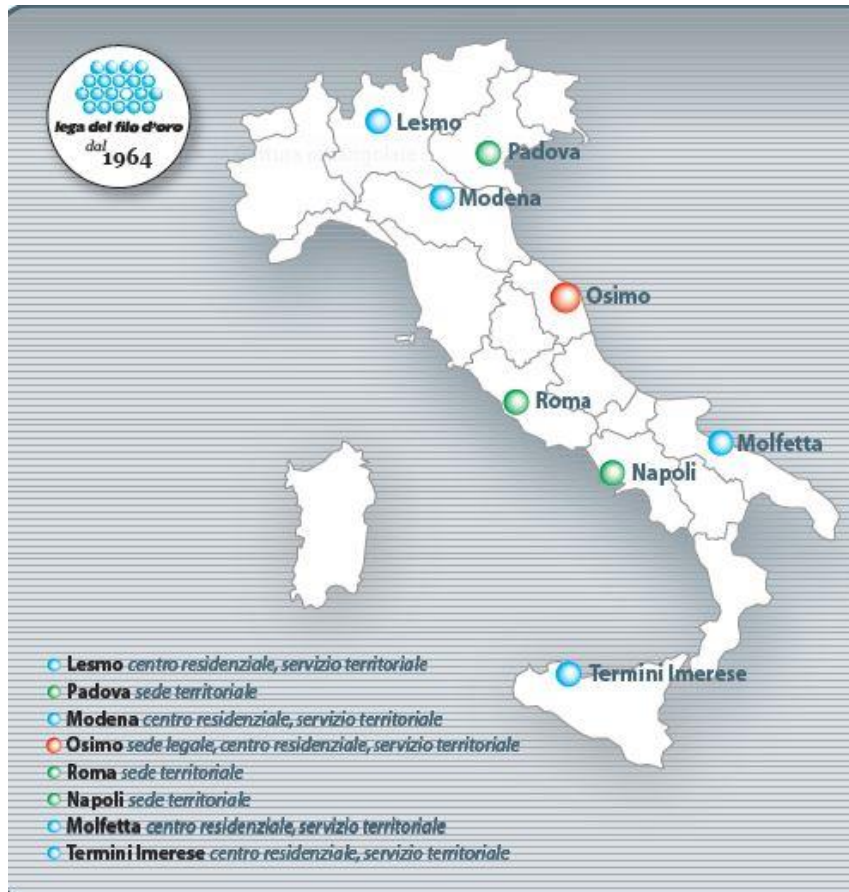 lega del filo d'oro
dal
1964
Lesmo
Padova
Modena
Osimo
Roma
Molfetta
Napoli
Termini Imerese
Lesmo centro residenziale, servizio territoriale
Padova sede territoriale
Modena centro residenziale, servizio territoriale
Osimo sede legale, centro residenziale, servizio territoriale
Roma sede territoriale
Napoli sede territoriale
Molfetta centro residenziale, servizio territoriale
Termini Imerese centro residenziale, servizio territoriale